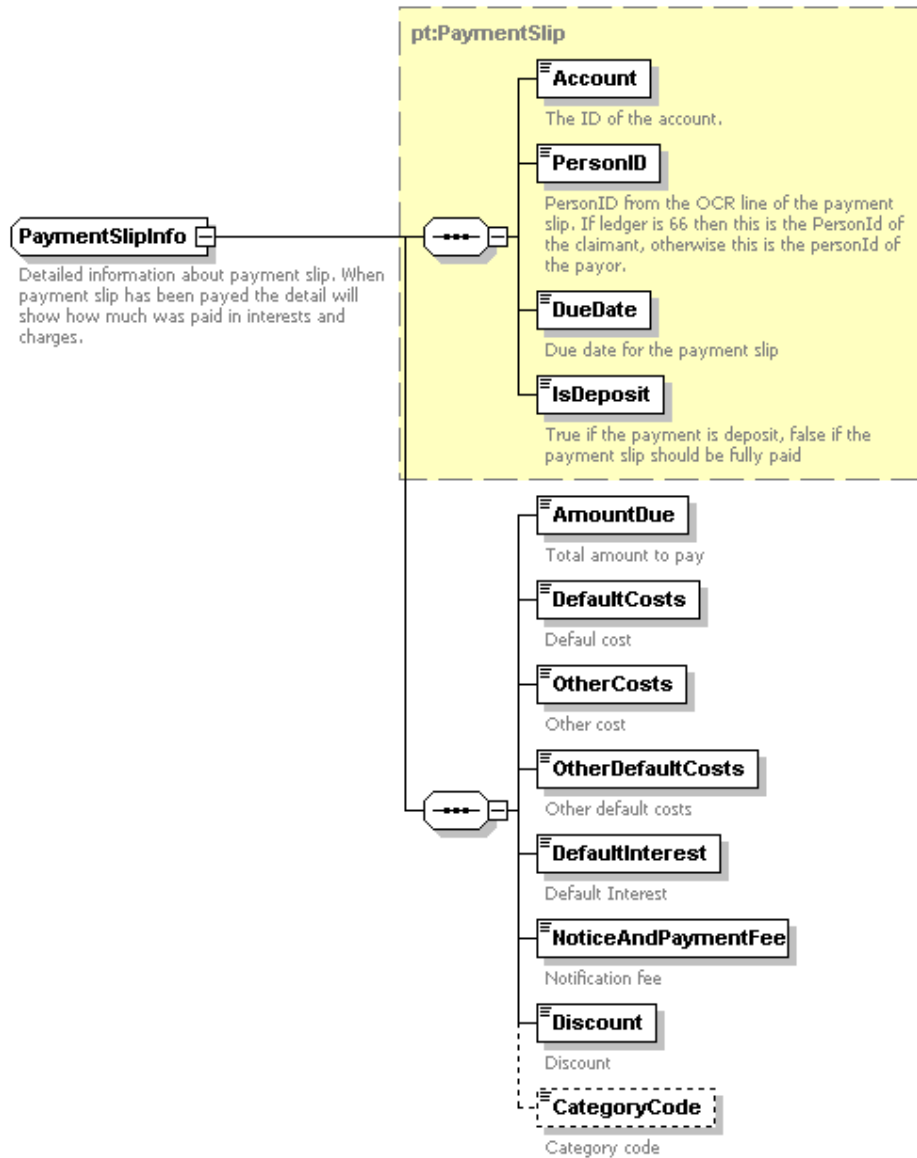 pt:PaymentSlip
Account
The ID of the account.
PersonID
PersonID from the OCR line of the payment
slip. If ledger is 66 then this is the PersonId of
the claimant, otherwise this is the personId of
the payor.
PaymentSlipInfo
Detailed information about payment slip. When
payment slip has been payed the detail will
show how much was paid in interests and
charges.
DueDate
Due date for the payment slip
IsDeposit
True if the payment is deposit, false if the
payment slip should be fully paid
AmountDue
Total amount to pay
DefaultCosts
Defaul cost
OtherCosts
Other cost
OtherDefaultCosts
Other default costs
DefaultInterest
Default Interest
NoticeAndPaymentFee
Notification fee
Discount
Discount
CategoryCode
Category code